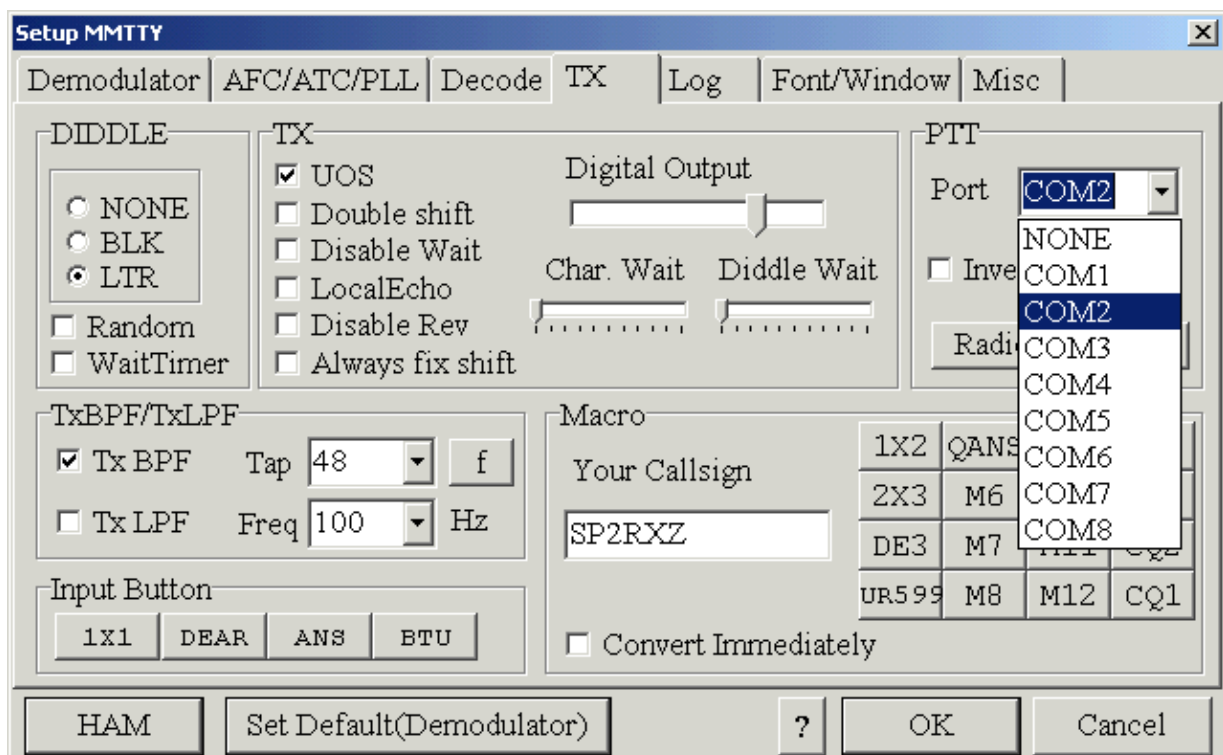 Setup MMTTY
Demodulator AFC/ATC/PLL Decode TX Log Font/Window Misc
DIDDLE
NONE
BLK
LTR
Random
WaitTimer
TX
UOS
Double shift
Disable Wait
LocalEcho
Disable Rev
Always fix shift
Digital Output
Char. Wait Diddle Wait
PTT
Port COM2
NONE
COM1
COM2
COM3
COM4
COM5
COM6
COM7
COM8
TxBPF/TxLPF
Tx BPF Tap 48 f
Tx LPF Freq 100 Hz
Input Button
1X1 DEAR ANS BTU
Macro
Your Callsign
SP2RXZ
1X2 QANS
2X3 M6
DE3 M7
UR599 M8 M12 CQ1
Convert Immediately
HAM Set Default(Demodulator) ? OK Cancel